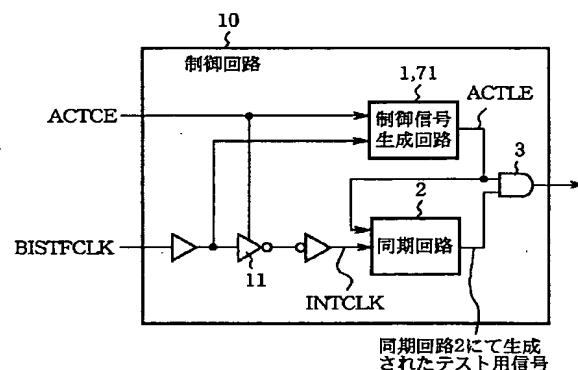 10
制御回路
1,71
ACTLE
ACTCE
制御信号
生成回路
3
2
同期回路
BISTFCLK
11
INTCLK
同期回路2にて生成
されたテスト用信号